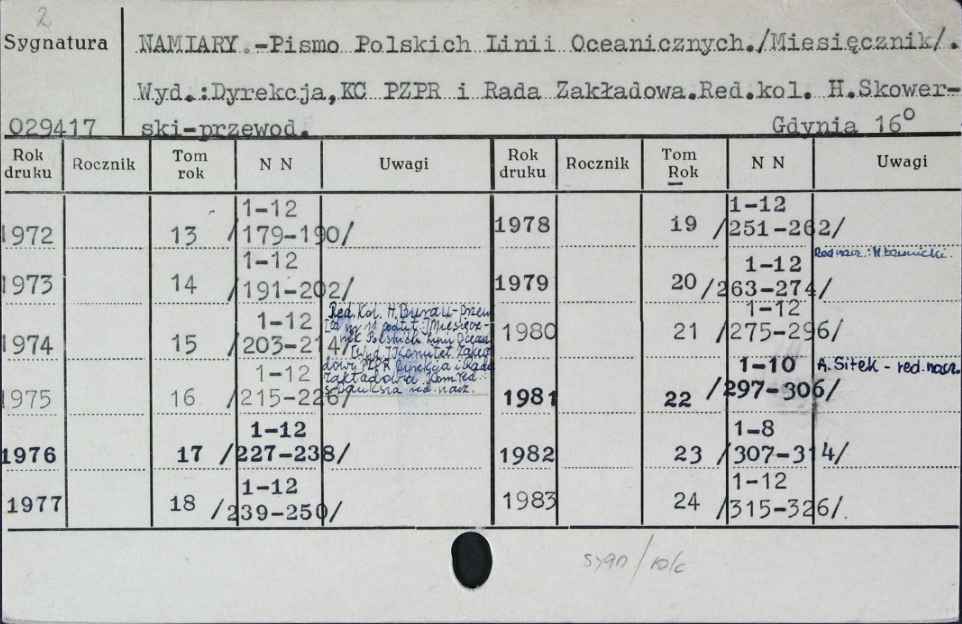 2
Sygnatura
NAMIARY.-Pismo Polskich Linii Oceanicznych./Miesięcznik/.
Wyd.:Dyrekcja,KC PZPR i Rada Zakładowa.Red.kol. H.Skower-
029417 ski-przewod. Gdynia 16°
Rok druku Rocznik Tom rok N N Uwagi Rok druku Rocznik Tom Rok N N Uwagi
1972 13 1-12 /179-190/
1973 14 1-12 /191-202/
1974 15 1-12 /203-214/
Red. Kol. H. Burau-przew
1975 16 1-12 /215-226/
1976 17 1-12 /227-238/
1977 18 1-12 /239-250/
1978 19 1-12 /251-262/
1979 20 1-12 /263-274/
1980 21 1-12 /275-296/
1981 22 1-10 /297-306/ A. Sitek - red. nacz.
1982 23 1-8 /307-314/
1983 24 1-12 /315-326/.
sygn/